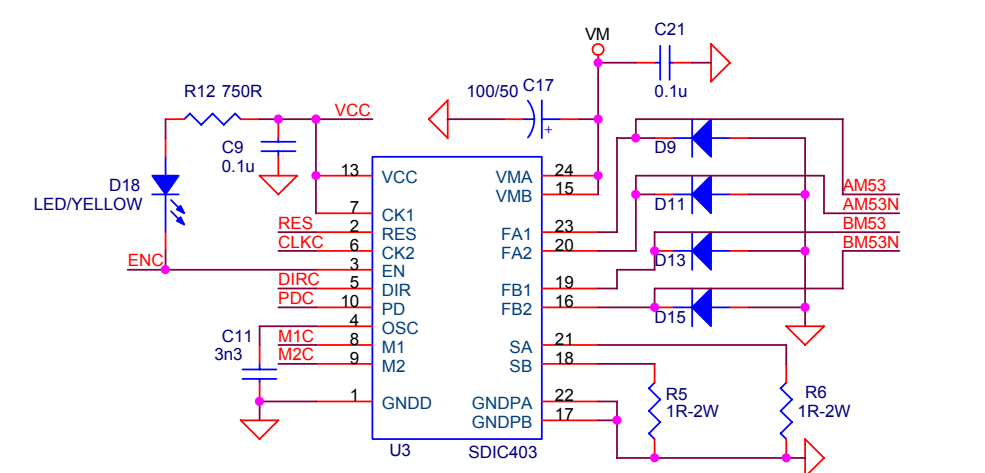 VM
C21
0.1u
100/50
C17
+
R12 750R
VCC
C9
0.1u
D18
LED/YELLOW
ENC
RES
CLKC
DIRC
PDC
M1C
M2C
C11
3n3
13 VCC
7 CK1
2 RES
6 CK2
3 EN
5 DIR
10 PD
4 OSC
8 M1
9 M2
1 GNDD
VMA 24
VMB 15
FA1 23
FA2 20
FB1 19
FB2 16
SA 21
SB 18
GNDPA 22
GNDPB 17
U3
SDIC403
D9
D11
D13
D15
AM53
AM53N
BM53
BM53N
R5
1R-2W
R6
1R-2W